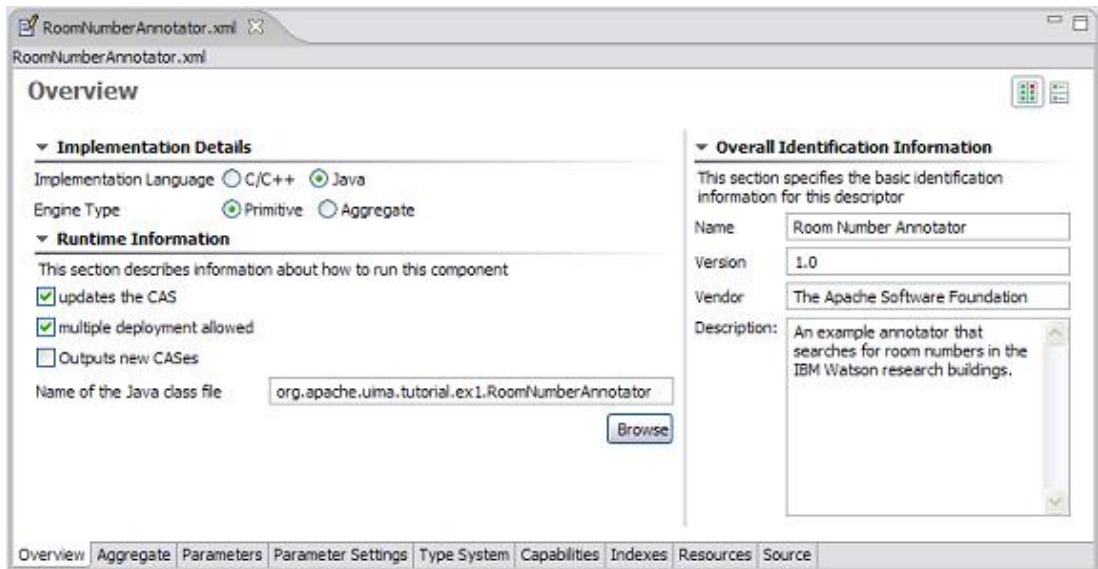 RoomNumberAnnotator.xml
RoomNumberAnnotator.xml
Overview
Implementation Details
Implementation Language C/C++ Java
Engine Type Primitive Aggregate
Runtime Information
This section describes information about how to run this component
updates the CAS
multiple deployment allowed
Outputs new CASes
Name of the Java class file org.apache.uima.tutorial.ex1.RoomNumberAnnotator
Browse
Overall Identification Information
This section specifies the basic identification
information for this descriptor
Name Room Number Annotator
Version 1.0
Vendor The Apache Software Foundation
Description: An example annotator that
searches for room numbers in the
IBM Watson research buildings.
Overview Aggregate Parameters Parameter Settings Type System Capabilities Indexes Resources Source